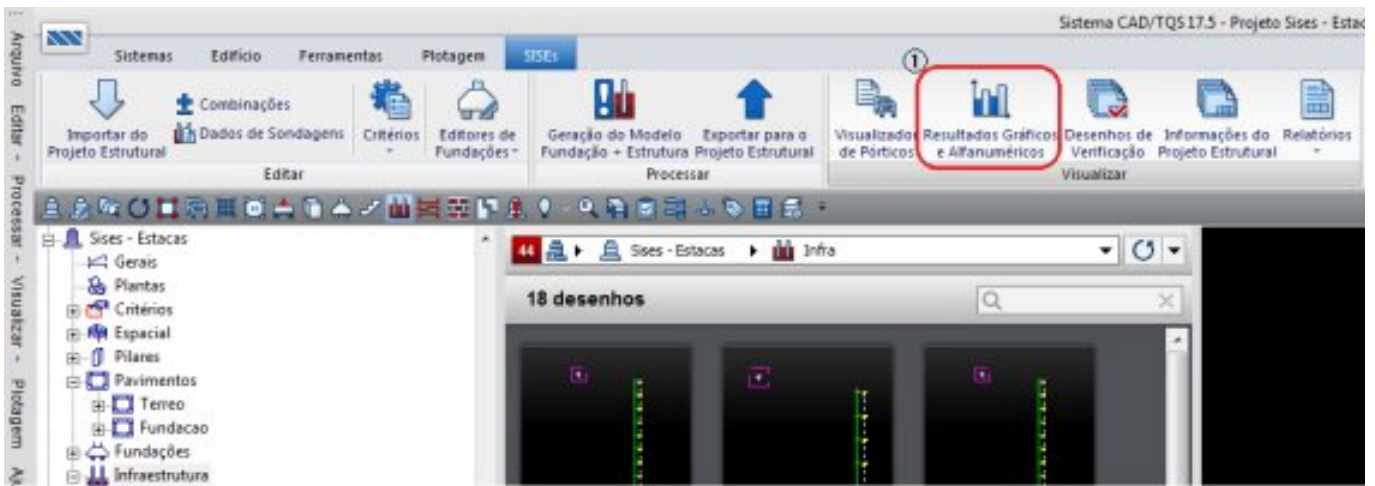 Sistema CAD/TQS 17.5 - Projeto Sises - Estac
Arquivo Editar - Processar - Visualizar - Plotagem
Sistemas Edifício Ferramentas Plotagem SISEs
1
Importar do Projeto Estrutural
Combinações
Dados de Sondagens
Critérios
Editores de Fundações
Editar
Geração do Modelo Fundação + Estrutura
Exportar para o Projeto Estrutural
Processar
Visualizador de Pórticos
Resultados Gráficos e Alfanuméricos
Desenhos de Verificação
Informações do Projeto Estrutural
Relatórios
Visualizar
Sises - Estacas
Gerais
Plantas
Critérios
Espacial
Pilares
Pavimentos
Terreo
Fundacao
Fundações
Infraestrutura
44 Sises - Estacas Infra
18 desenhos